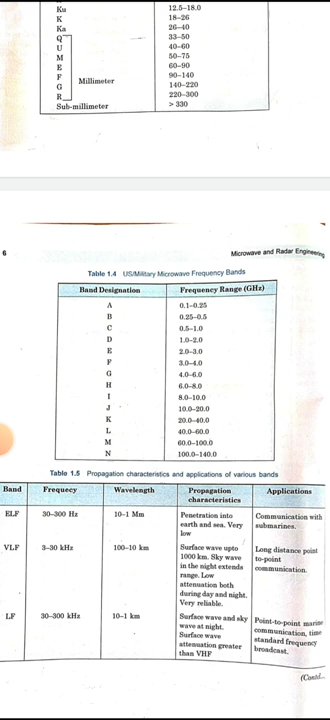 Ku 12.5–18.0
K 18–26
Ka 26–40
Q 33–50
U 40–60
M 50–75
E 60–90
F Millimeter 90–140
G 140–220
R 220–300
Sub-millimeter > 330
6 Microwave and Radar Engineering
Table 1.4 US/Military Microwave Frequency Bands
Band Designation Frequency Range (GHz)
A 0.1–0.25
B 0.25–0.5
C 0.5–1.0
D 1.0–2.0
E 2.0–3.0
F 3.0–4.0
G 4.0–6.0
H 6.0–8.0
I 8.0–10.0
J 10.0–20.0
K 20.0–40.0
L 40.0–60.0
M 60.0–100.0
N 100.0–140.0
Table 1.5 Propagation characteristics and applications of various bands
Band Frequecy Wavelength Propagation Applications
characteristics
ELF 30–300 Hz 10–1 Mm Penetration into Communication with
earth and sea. Very submarines.
low
VLF 3–30 kHz 100–10 km Surface wave upto Long distance point
1000 km. Sky wave to-point
in the night extends communication.
range. Low
attenuation both
during day and night.
Very reliable.
LF 30–300 kHz 10–1 km Surface wave and sky Point-to-point marine
wave at night. communication, time
Surface wave standard frequency
attenuation greater broadcast.
than VHF
(Contd...